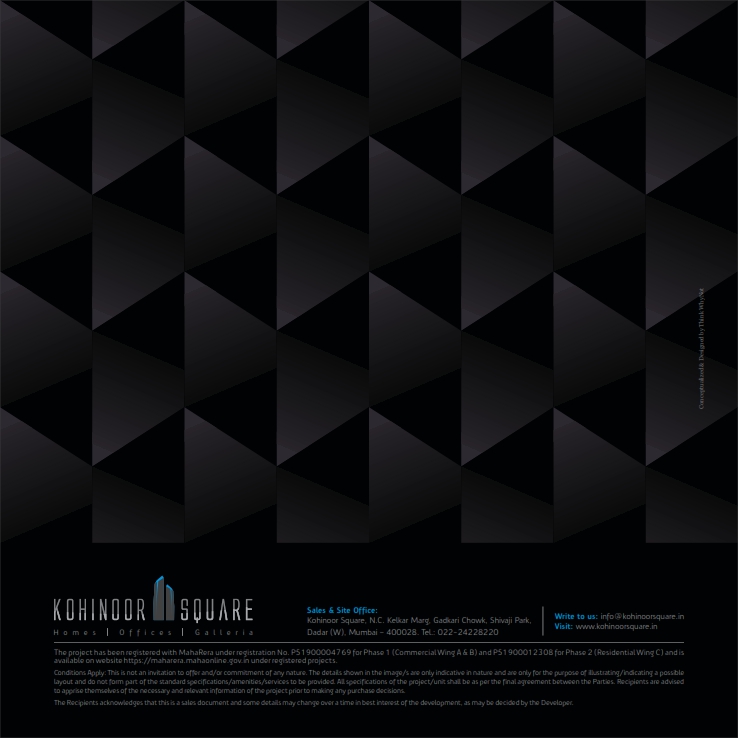 Conceptualized & Designed by Think WhyNot
KOHINOOR SQUARE
Homes | Offices | Galleria
Sales & Site Office:
Kohinoor Square, N.C. Kelkar Marg, Gadkari Chowk, Shivaji Park,
Dadar (W), Mumbai – 400028. Tel.: 022-24228220
Write to us: info@kohinoorsquare.in
Visit: www.kohinoorsquare.in
The project has been registered with MahaRera under registration No. P51900004769 for Phase 1 (Commercial Wing A & B) and P51900012308 for Phase 2 (Residential Wing C) and is
available on website https://maharera.mahaonline.gov.in under registered projects.
Conditions Apply: This is not an invitation to offer and/or commitment of any nature. The details shown in the image/s are only indicative in nature and are only for the purpose of illustrating/indicating a possible
layout and do not form part of the standard specifications/amenities/services to be provided. All specifications of the project/unit shall be as per the final agreement between the Parties. Recipients are advised
to apprise themselves of the necessary and relevant information of the project prior to making any purchase decisions.
The Recipients acknowledges that this is a sales document and some details may change over a time in best interest of the development, as may be decided by the Developer.